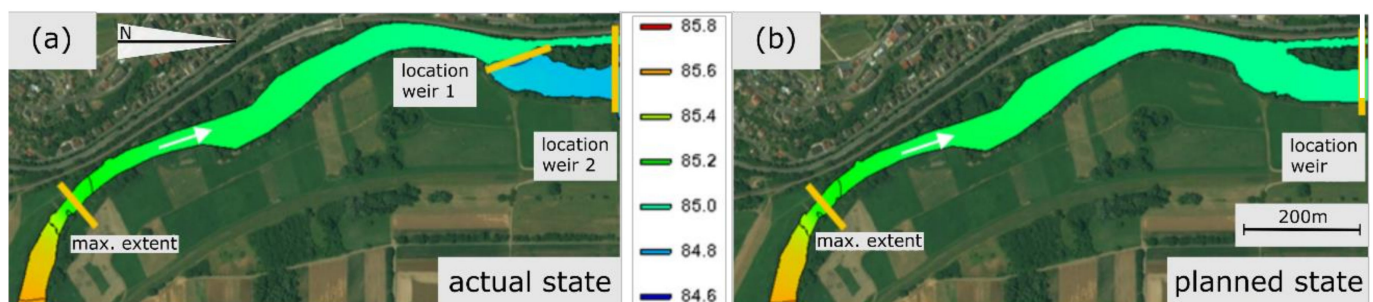 (a)
N
location
weir 1
location
weir 2
max. extent
actual state
85.8
85.6
85.4
85.2
85.0
84.8
84.6
(b)
location
weir
200m
max. extent
planned state